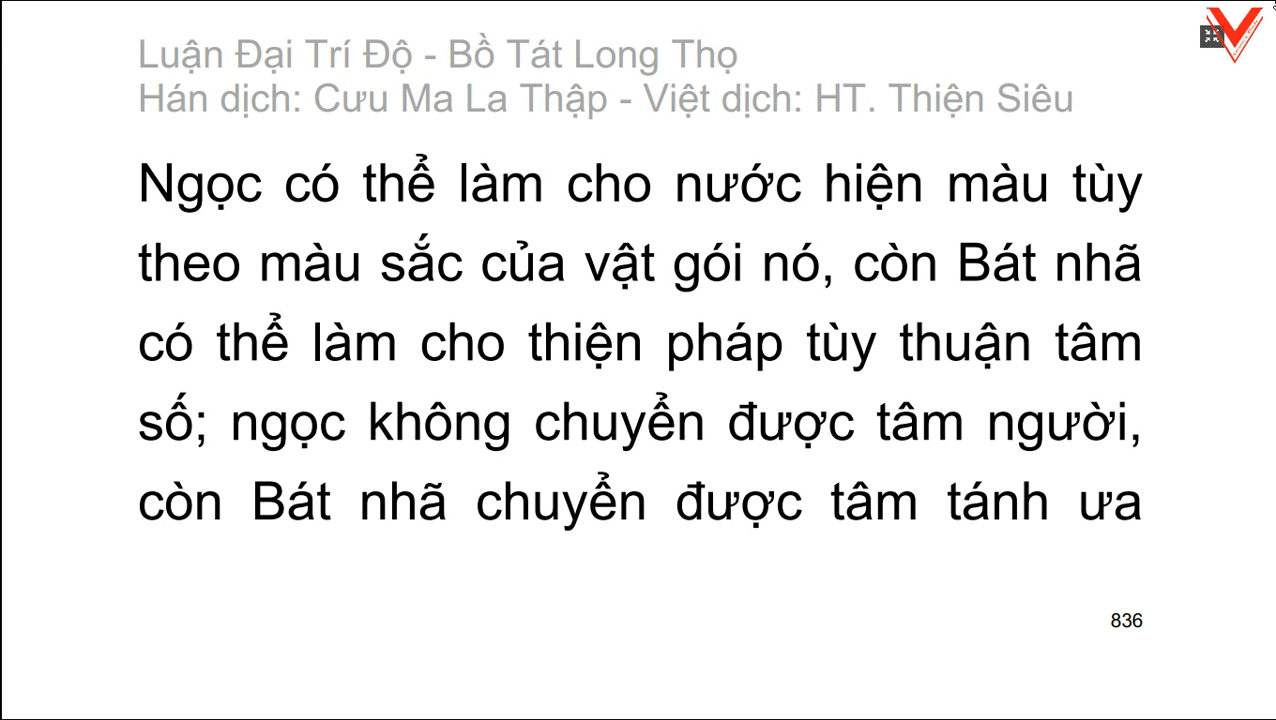 Luận Đại Trí Độ - Bồ Tát Long Thọ
Hán dịch: Cưu Ma La Thập - Việt dịch: HT. Thiện Siêu
Ngọc có thể làm cho nước hiện màu tùy
theo màu sắc của vật gói nó, còn Bát nhã
có thể làm cho thiện pháp tùy thuận tâm
số; ngọc không chuyển được tâm người,
còn Bát nhã chuyển được tâm tánh ưa
836